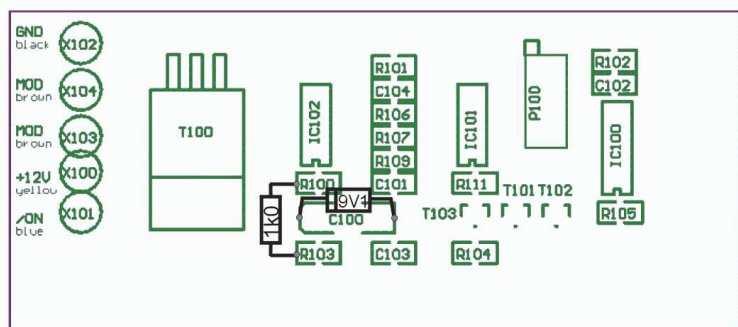 GND
black
X102
MOD
brown
X104
MOD
brown
X103
+12V
yellow
X100
/ON
blue
X101
T100
IC102
R101
C104
R106
R107
R109
C101
IC101
P100
R102
C102
IC100
R100
R111
9V1
C100
1k0
T103
T101
T102
R105
R103
C103
R104